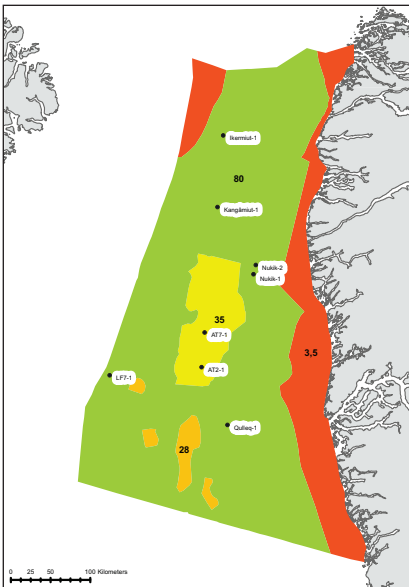 Ikermiut-1
80
Kangâmiut-1
Nukik-2
Nukik-1
35
AT7-1
3,5
AT2-1
LF7-1
Qulleq-1
28
0 25 50 100 Kilometers